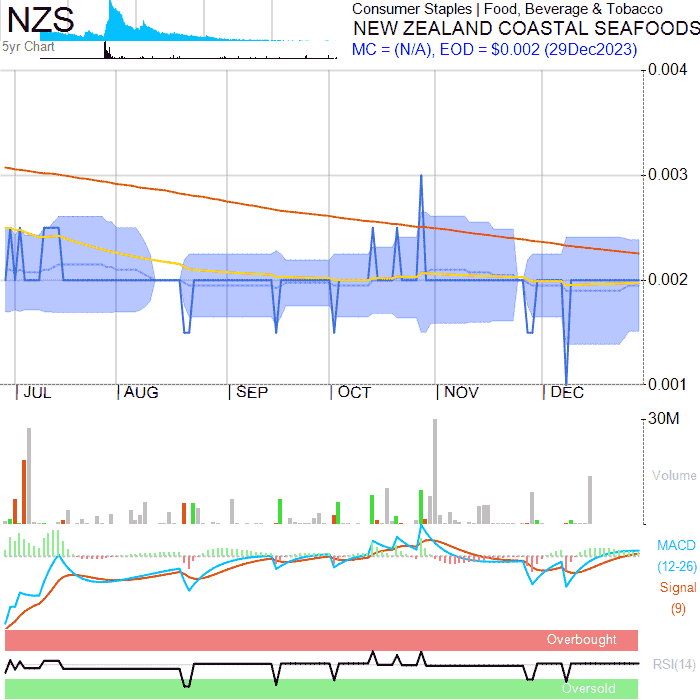 NZS
5yr Chart
Consumer Staples | Food, Beverage & Tobacco
NEW ZEALAND COASTAL SEAFOODS
MC = (N/A), EOD = $0.002 (29Dec2023)
0.004
0.003
0.002
0.001
JUL AUG SEP OCT NOV DEC
30M
Volume
MACD
(12-26)
Signal
(9)
Overbought
RSI(14)
Oversold